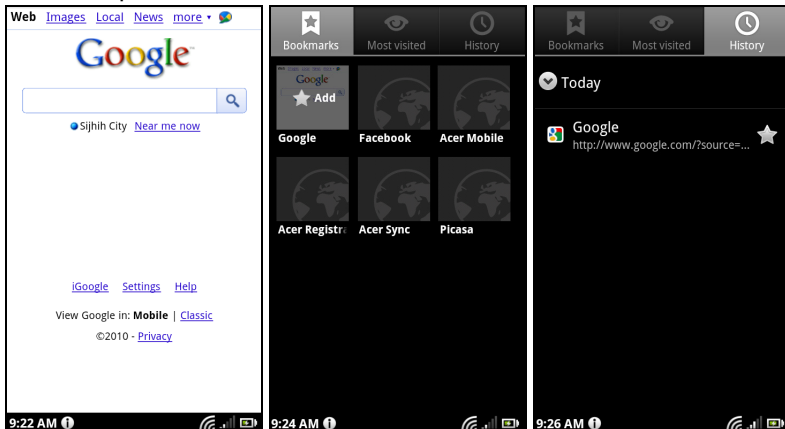 Web Images Local News more
Google
Sijhih City Near me now
iGoogle Settings Help
View Google in: Mobile | Classic
©2010 - Privacy
9:22 AM
Bookmarks Most visited History
Google
Add
Google Facebook Acer Mobile
Acer Registra Acer Sync Picasa
9:24 AM
Bookmarks Most visited History
Today
Google
http://www.google.com/?source=...
9:26 AM